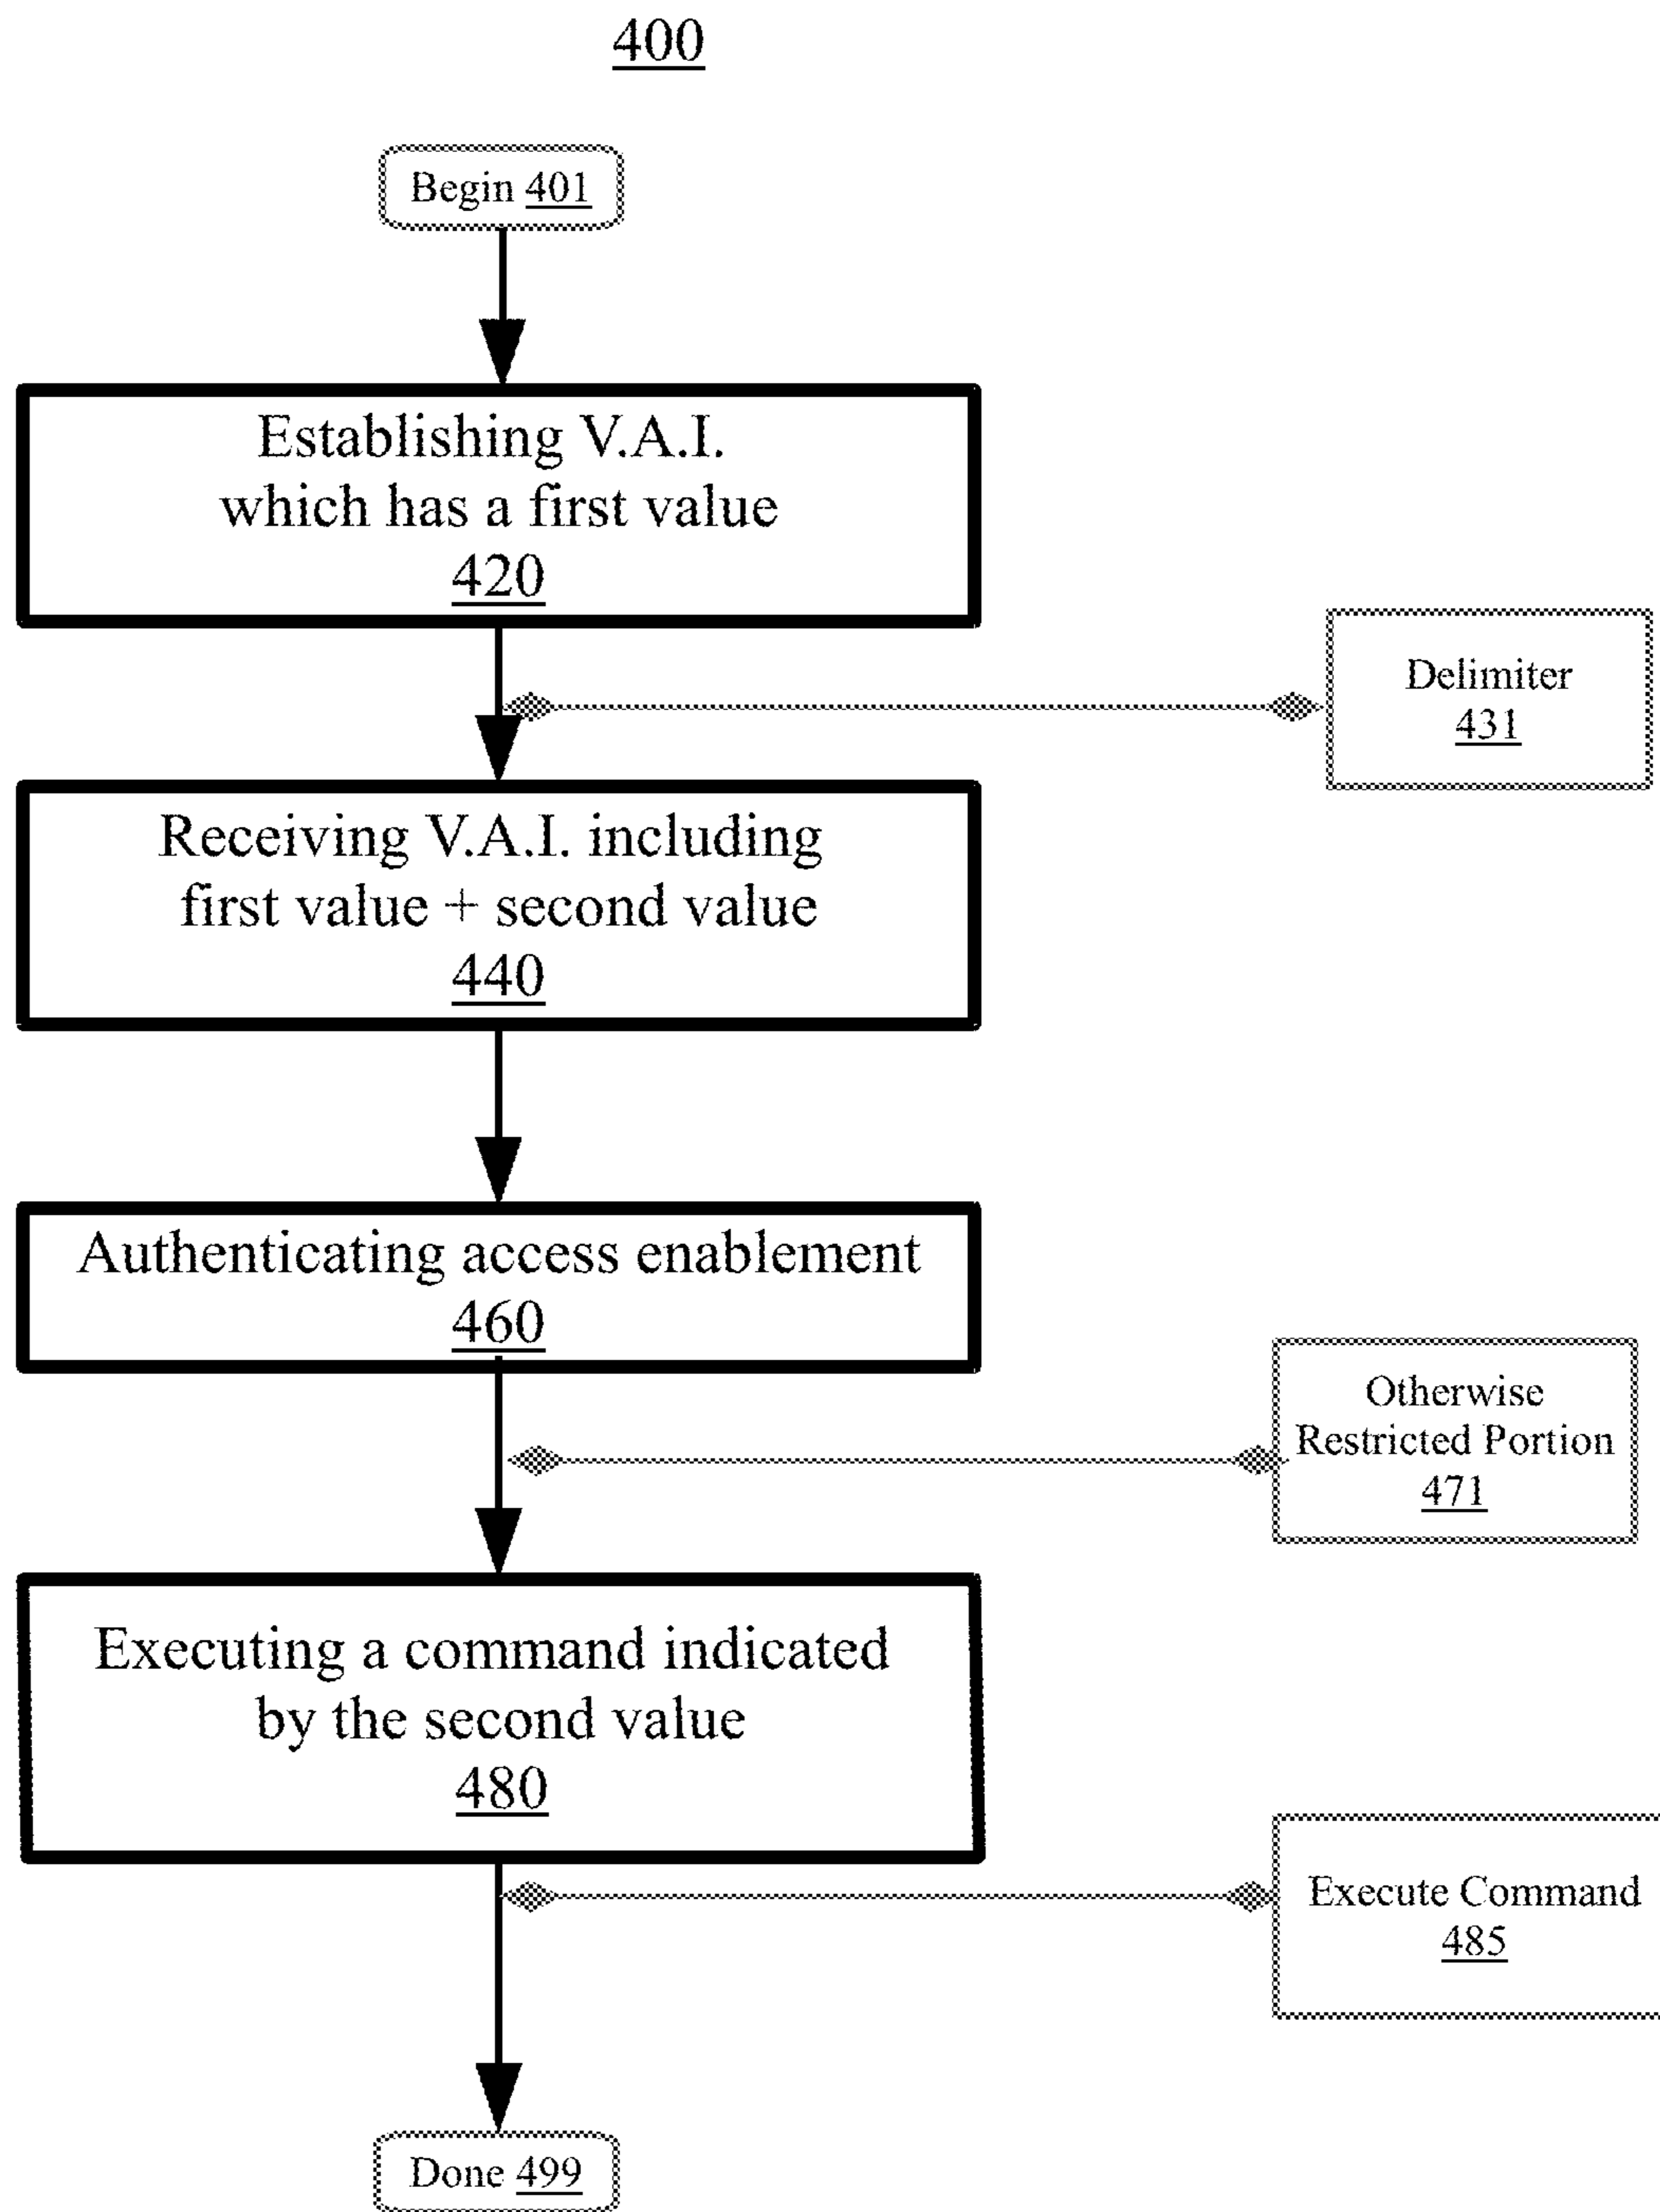 400
Begin 401
Establishing V.A.I.
which has a first value
420
Delimiter
431
Receiving V.A.I. including
first value + second value
440
Authenticating access enablement
460
Otherwise
Restricted Portion
471
Executing a command indicated
by the second value
480
Execute Command
485
Done 499